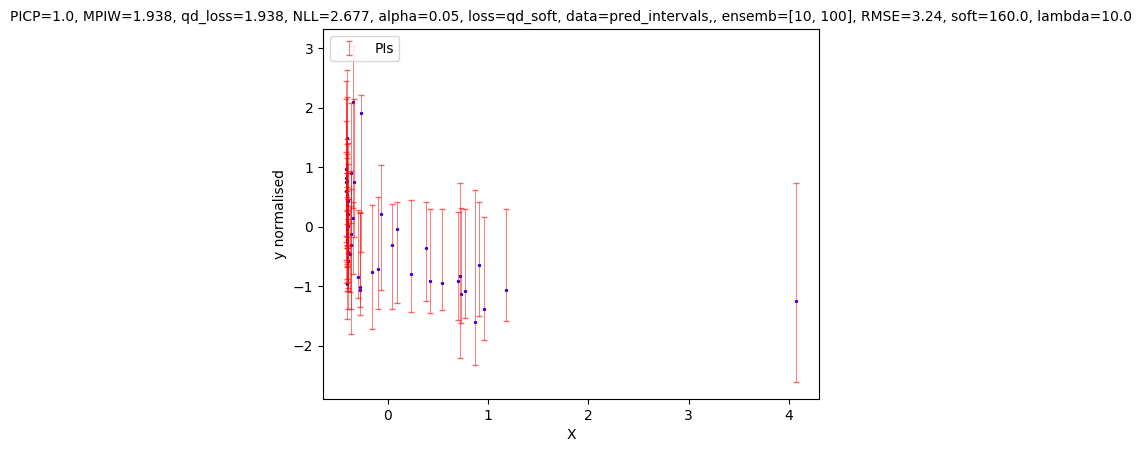 PICP=1.0, MPIW=1.938, qd_loss=1.938, NLL=2.677, alpha=0.05, loss=qd_soft, data=pred_intervals,, ensemb=[10, 100], RMSE=3.24, soft=160.0, lambda=10.0
PIs
3
2
1
0
−1
−2
y normalised
0 1 2 3 4
X